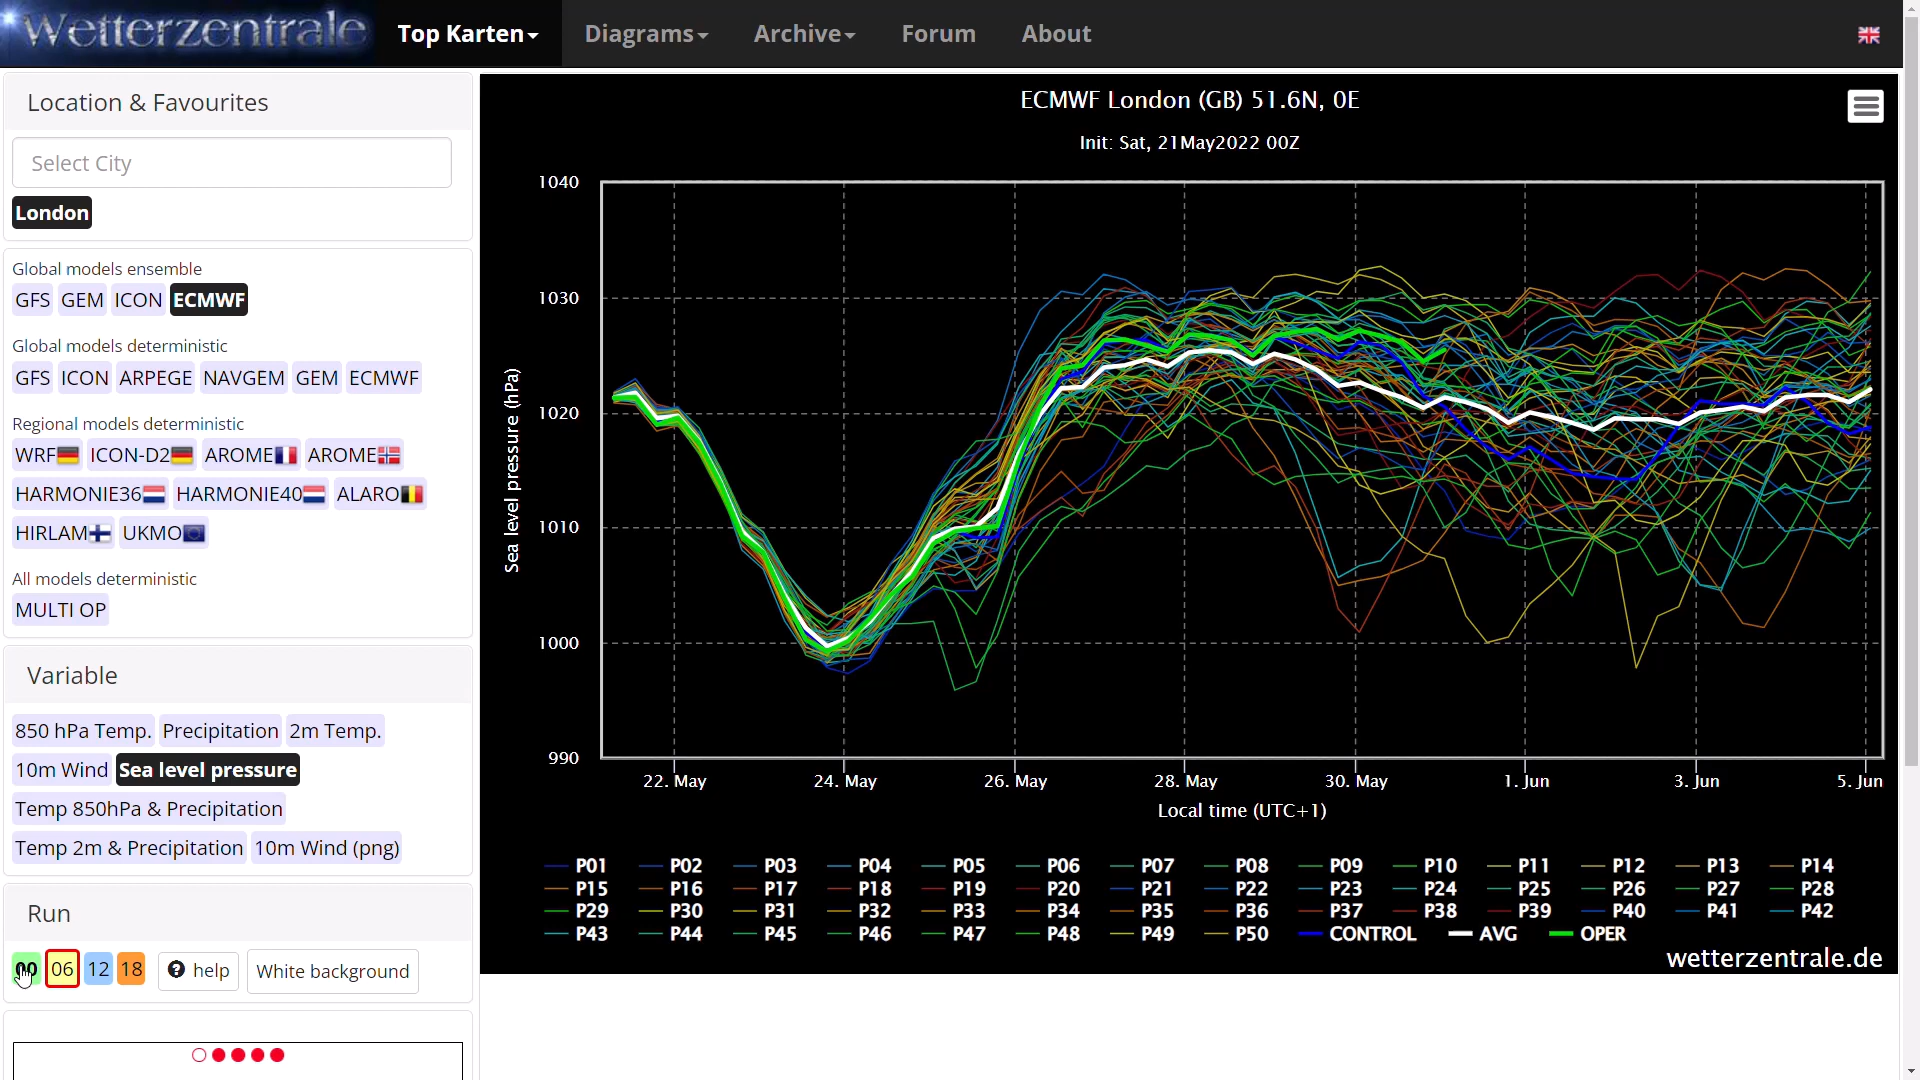 Wetterzentrale
Top Karten Diagrams Archive Forum About
Location & Favourites
Select City
London
Global models ensemble
GFS GEM ICON ECMWF
Global models deterministic
GFS ICON ARPEGE NAVGEM GEM ECMWF
Regional models deterministic
WRF ICON-D2 AROME AROME
HARMONIE36 HARMONIE40 ALARO
HIRLAM UKMO
All models deterministic
MULTI OP
Variable
850 hPa Temp. Precipitation 2m Temp.
10m Wind Sea level pressure
Temp 850hPa & Precipitation
Temp 2m & Precipitation 10m Wind (png)
Run
00 06 12 18 help White background
ECMWF London (GB) 51.6N, 0E
Init: Sat, 21May2022 00Z
Sea level pressure (hPa)
1040
1030
1020
1010
1000
990
22. May 24. May 26. May 28. May 30. May 1. Jun 3. Jun 5. Jun
Local time (UTC+1)
P01 P02 P03 P04 P05 P06 P07 P08 P09 P10 P11 P12 P13 P14
P15 P16 P17 P18 P19 P20 P21 P22 P23 P24 P25 P26 P27 P28
P29 P30 P31 P32 P33 P34 P35 P36 P37 P38 P39 P40 P41 P42
P43 P44 P45 P46 P47 P48 P49 P50 CONTROL AVG OPER
wetterzentrale.de